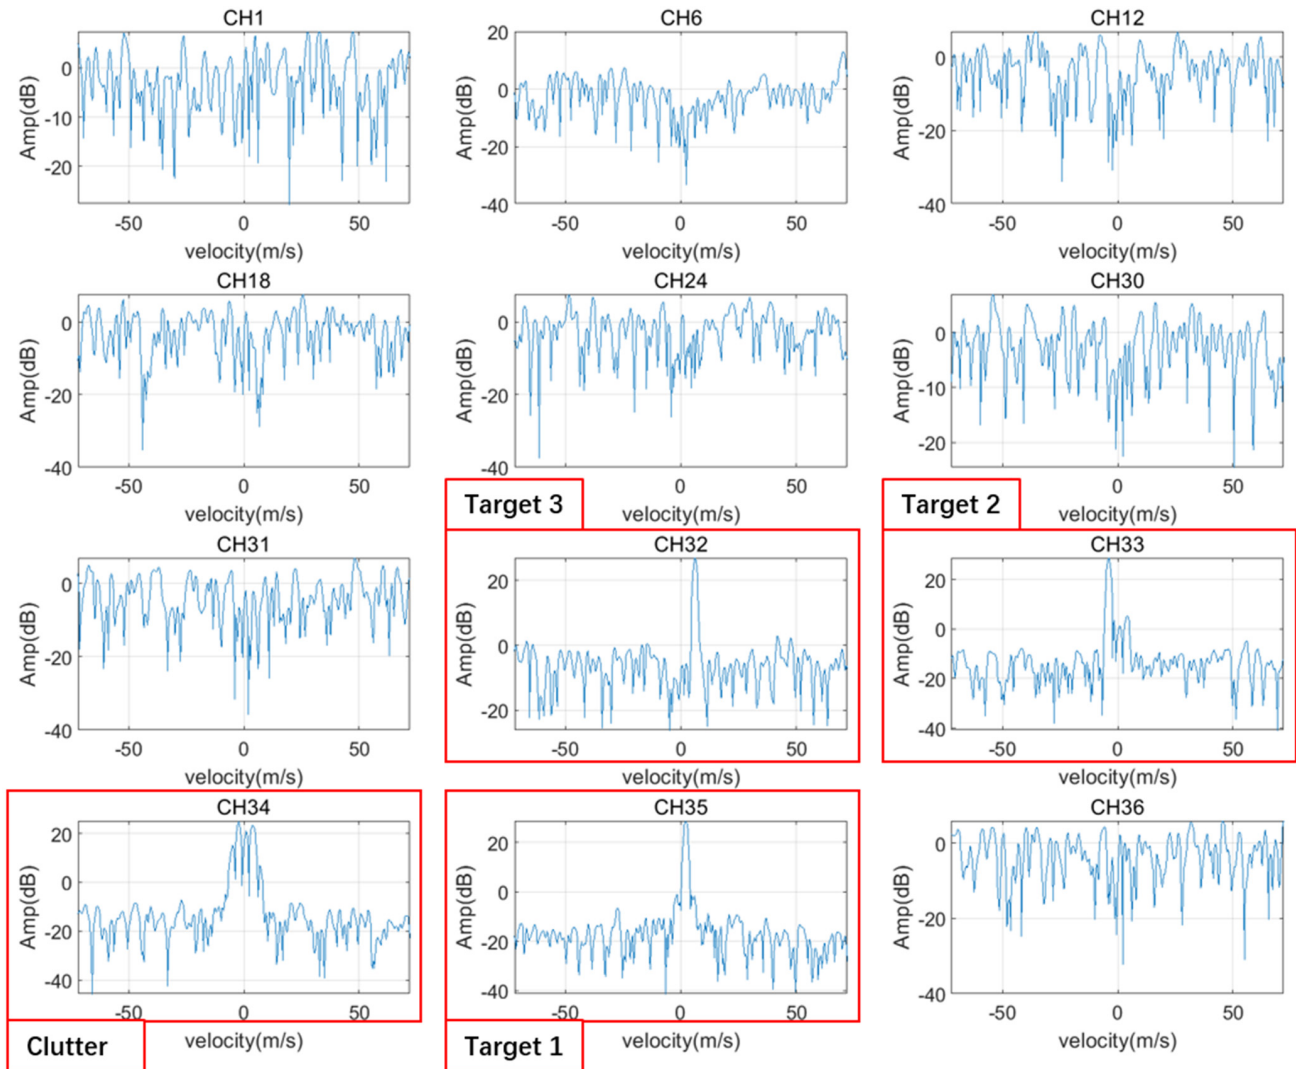 CH1
0
-10
-20
Amp(dB)
-50 0 50
velocity(m/s)
CH6
20
0
-20
-40
Amp(dB)
-50 0 50
velocity(m/s)
CH12
0
-20
-40
Amp(dB)
-50 0 50
velocity(m/s)
CH18
0
-20
-40
Amp(dB)
-50 0 50
velocity(m/s)
CH24
0
-20
-40
Amp(dB)
-50 0 50
velocity(m/s)
CH30
0
-10
-20
Amp(dB)
-50 0 50
velocity(m/s)
CH31
0
-20
-40
Amp(dB)
-50 0 50
velocity(m/s)
Target 3
CH32
20
0
-20
Amp(dB)
-50 0 50
velocity(m/s)
Target 2
CH33
20
0
-20
-40
Amp(dB)
-50 0 50
velocity(m/s)
CH34
20
0
-20
-40
Amp(dB)
-50 0 50
velocity(m/s)
Clutter
CH35
20
0
-20
-40
Amp(dB)
-50 0 50
velocity(m/s)
Target 1
CH36
0
-20
-40
Amp(dB)
-50 0 50
velocity(m/s)